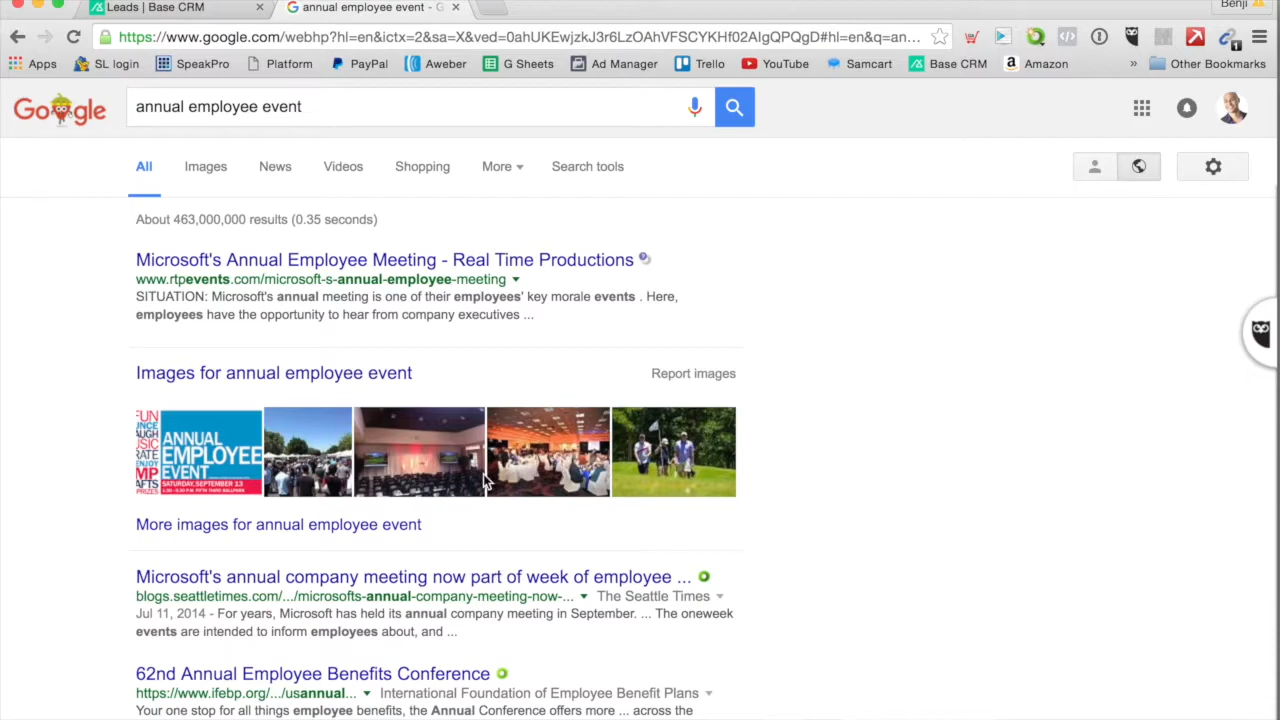 Leads | Base CRM
annual employee event - G
Benji
https://www.google.com/webhp?hl=en&ictx=2&sa=X&ved=0ahUKEwjzkJ3r6LzOAhVFSCYKHf02AIgQPQgD#hl=en&q=an...
Apps SL login SpeakPro Platform PayPal Aweber G Sheets Ad Manager Trello YouTube Samcart Base CRM Amazon » Other Bookmarks
Google
annual employee event
All Images News Videos Shopping More Search tools
About 463,000,000 results (0.35 seconds)
Microsoft's Annual Employee Meeting - Real Time Productions
www.rtpevents.com/microsoft-s-annual-employee-meeting
SITUATION: Microsoft's annual meeting is one of their employees' key morale events . Here,
employees have the opportunity to hear from company executives ...
Images for annual employee event Report images
FUN
UNCE
AUGH
USIC
RATE
ENJOY
MP
AFTS
PRIZES
ANNUAL
EMPLOYEE
EVENT
SATURDAY, SEPTEMBER 13
More images for annual employee event
Microsoft's annual company meeting now part of week of employee ...
blogs.seattletimes.com/.../microsofts-annual-company-meeting-now-... The Seattle Times
Jul 11, 2014 - For years, Microsoft has held its annual company meeting in September. ... The oneweek
events are intended to inform employees about, and ...
62nd Annual Employee Benefits Conference
https://www.ifebp.org/.../usannual... International Foundation of Employee Benefit Plans
Your one stop for all things employee benefits, the Annual Conference offers more ... across the